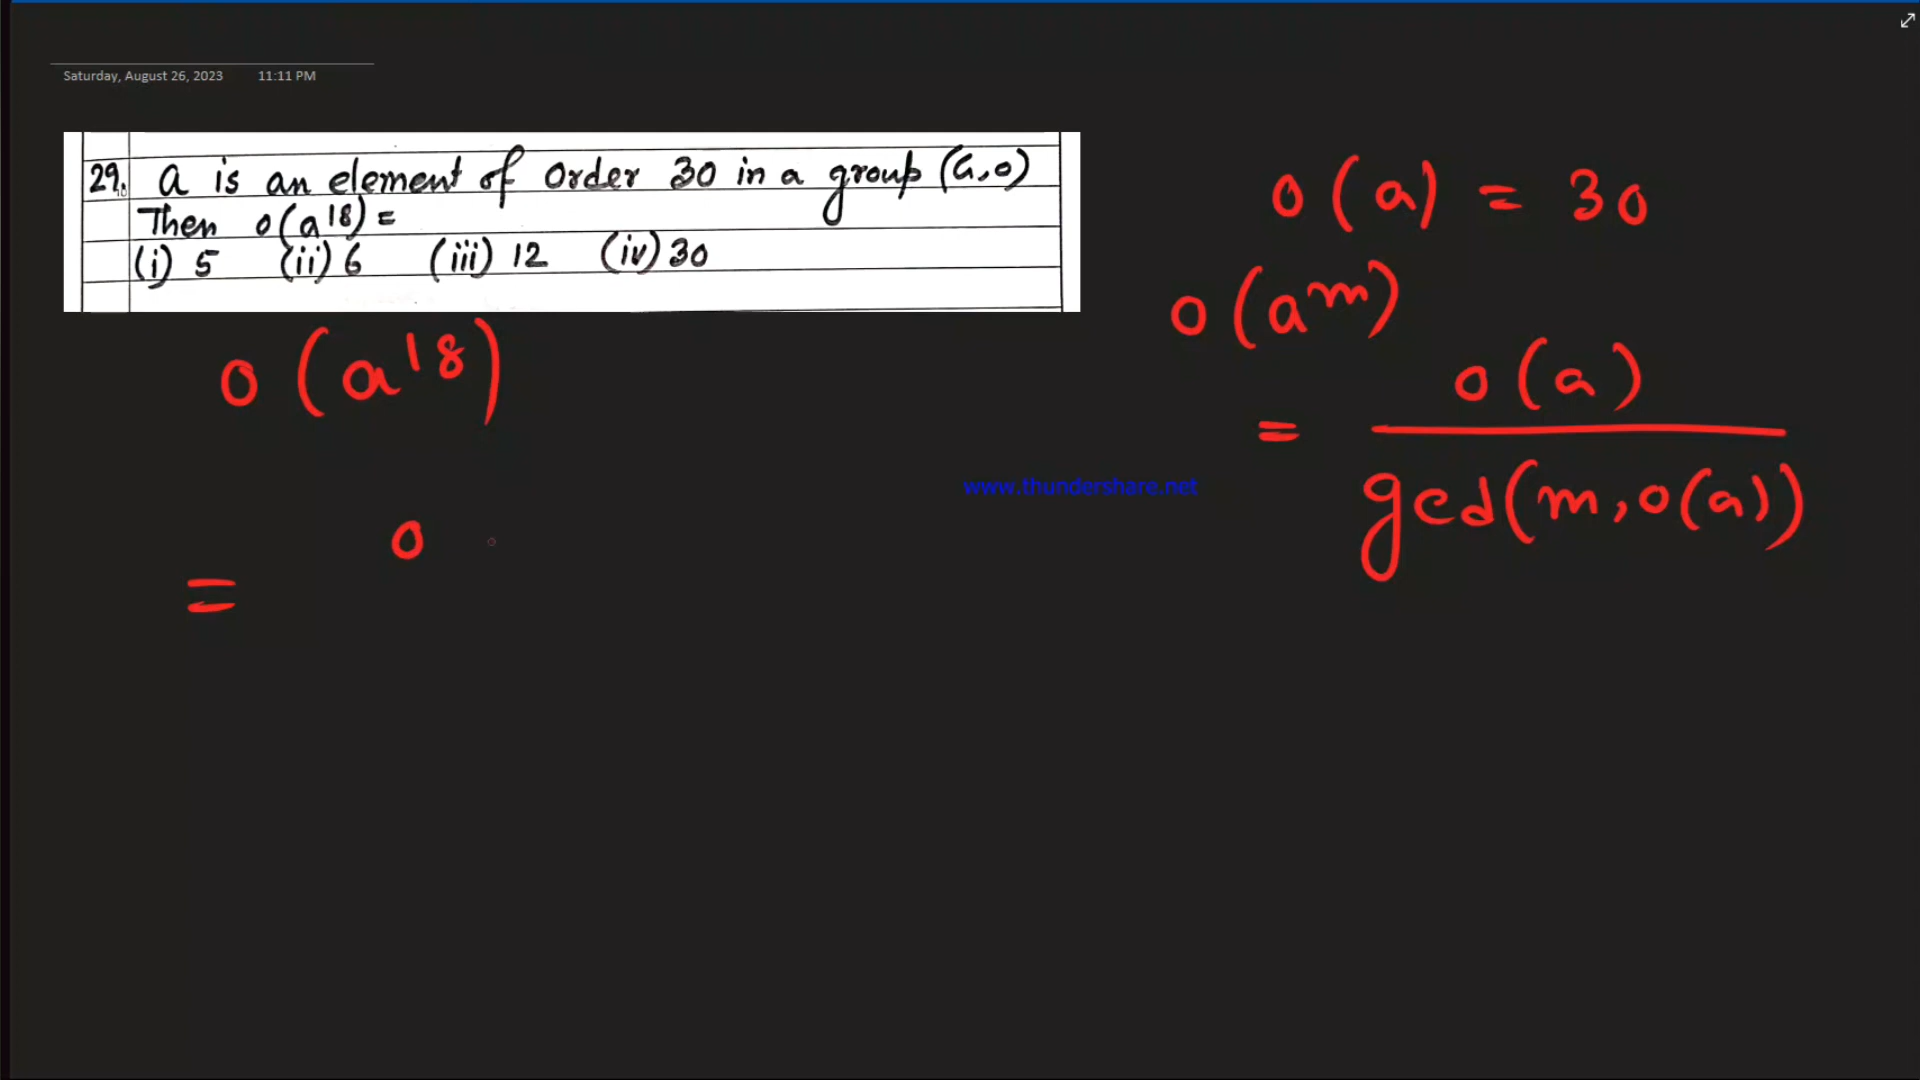 Saturday, August 26, 2023 11:11 PM
29. a is an element of order 30 in a group (G,o)
Then o(a^18) =
(i) 5 (ii) 6 (iii) 12 (iv) 30
o(a) = 30
o(a^m)
= o(a) / gcd(m, o(a))
o(a^18)
= o
www.thundershare.net